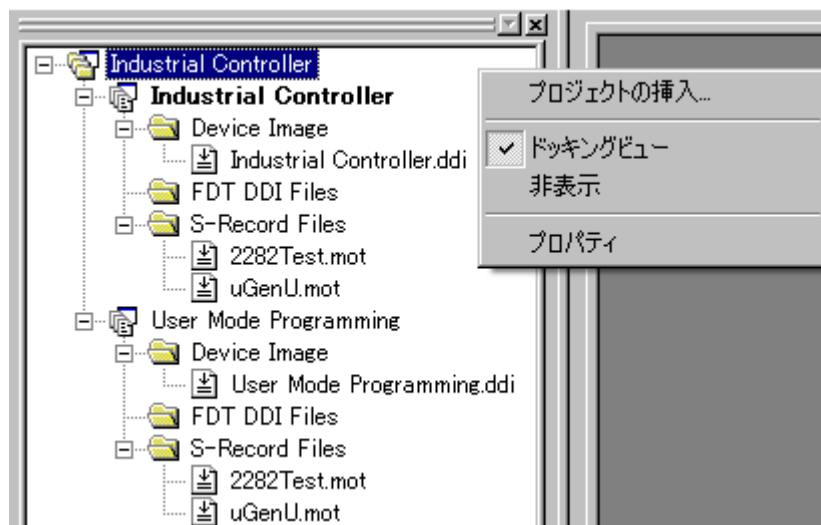 Industrial Controller
Industrial Controller
Device Image
Industrial Controller.ddi
FDT DDI Files
S-Record Files
2282Test.mot
uGenU.mot
User Mode Programming
Device Image
User Mode Programming.ddi
FDT DDI Files
S-Record Files
2282Test.mot
uGenU.mot
プロジェクトの挿入...
ドッキングビュー
非表示
プロパティ